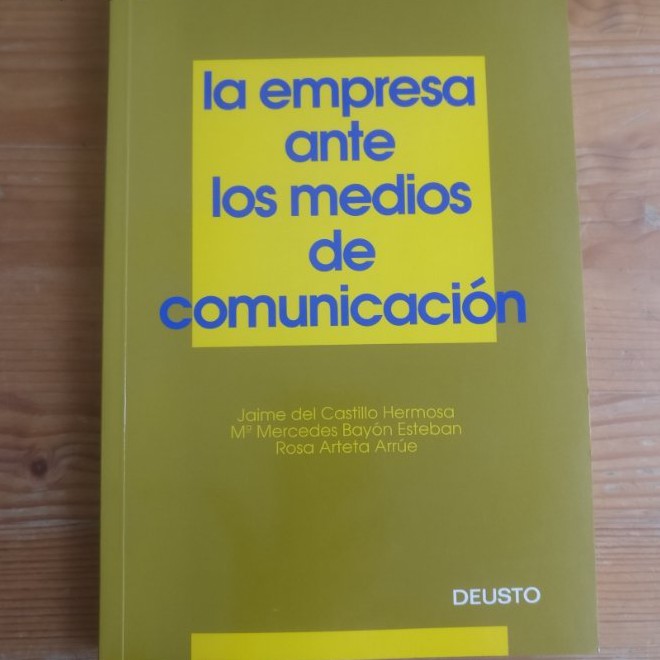 la empresa
ante
los medios
de
comunicación
Jaime del Castillo Hermosa
Mª Mercedes Bayón Esteban
Rosa Arteta Arrúe
DEUSTO